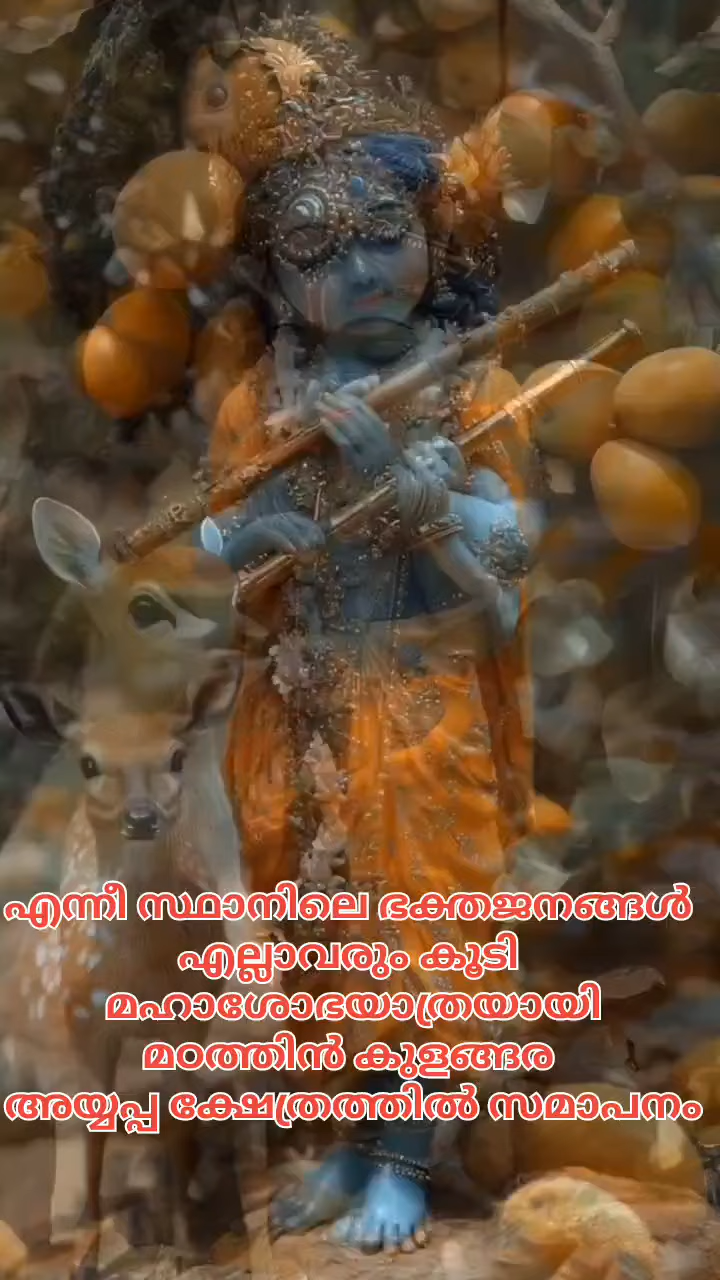 എന്നീ സ്ഥാനിലെ ഭക്തജനങ്ങൾ
എല്ലാവരും കൂടി
മഹാശോഭയാത്രയായി
മഠത്തിൻ കുളങ്ങര
അയ്യപ്പ ക്ഷേത്രത്തിൽ സമാപനം